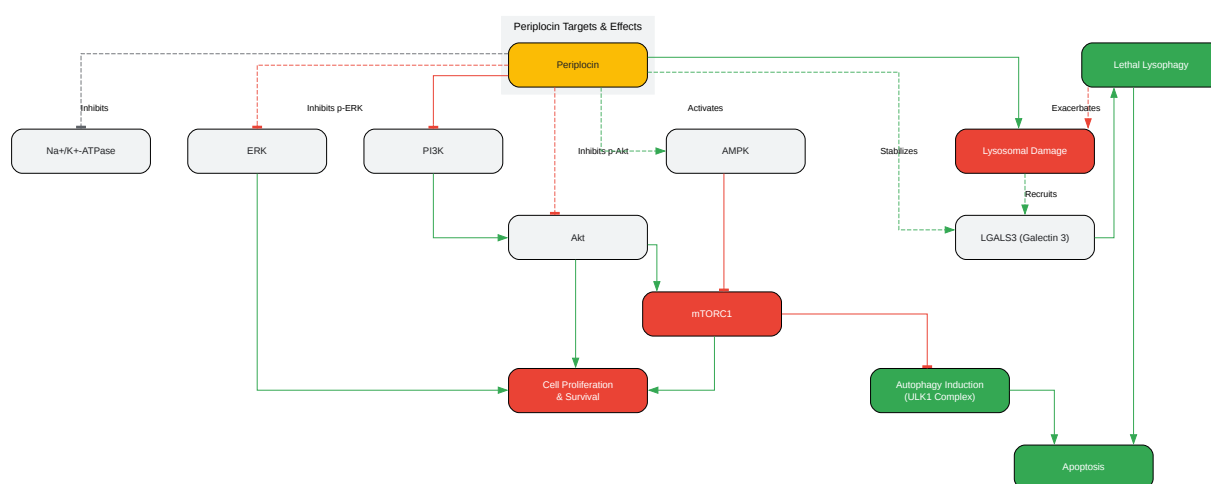 Periplocin Targets & Effects
Periplocin
Lethal Lysophagy
Inhibits
Inhibits p-ERK
Activates
Exacerbates
Na+/K+-ATPase
ERK
PI3K
Inhibits p-Akt
AMPK
Stabilizes
Lysosomal Damage
Recruits
Akt
LGALS3 (Galectin 3)
mTORC1
Cell Proliferation
& Survival
Autophagy Induction
(ULK1 Complex)
Apoptosis